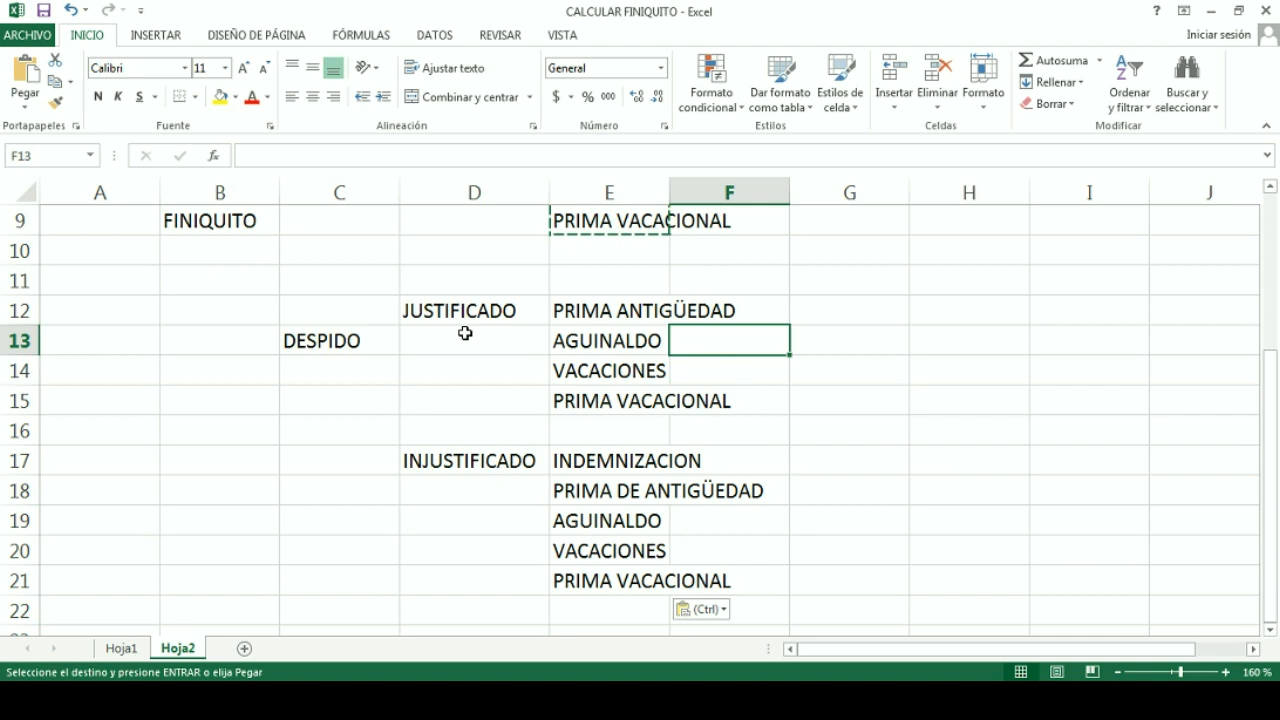 CALCULAR FINIQUITO - Excel
ARCHIVO INICIO INSERTAR DISEÑO DE PÁGINA FÓRMULAS DATOS REVISAR VISTA Iniciar sesión
Pegar
Calibri 11
N K S
A A
A
Ajustar texto
Combinar y centrar
General
$ % 000
Formato condicional
Dar formato como tabla
Estilos de celda
Insertar
Eliminar
Formato
Autosuma
Rellenar
Borrar
Ordenar y filtrar
Buscar y seleccionar
Portapapeles Fuente Alineación Número Estilos Celdas Modificar
F13 fx
A B C D E F G H I J
9 FINIQUITO PRIMA VACACIONAL
10
11
12 JUSTIFICADO PRIMA ANTIGÜEDAD
13 DESPIDO AGUINALDO
14 VACACIONES
15 PRIMA VACACIONAL
16
17 INJUSTIFICADO INDEMNIZACION
18 PRIMA DE ANTIGÜEDAD
19 AGUINALDO
20 VACACIONES
21 PRIMA VACACIONAL
22 (Ctrl)
Hoja1 Hoja2
Seleccione el destino y presione ENTRAR o elija Pegar 160 %